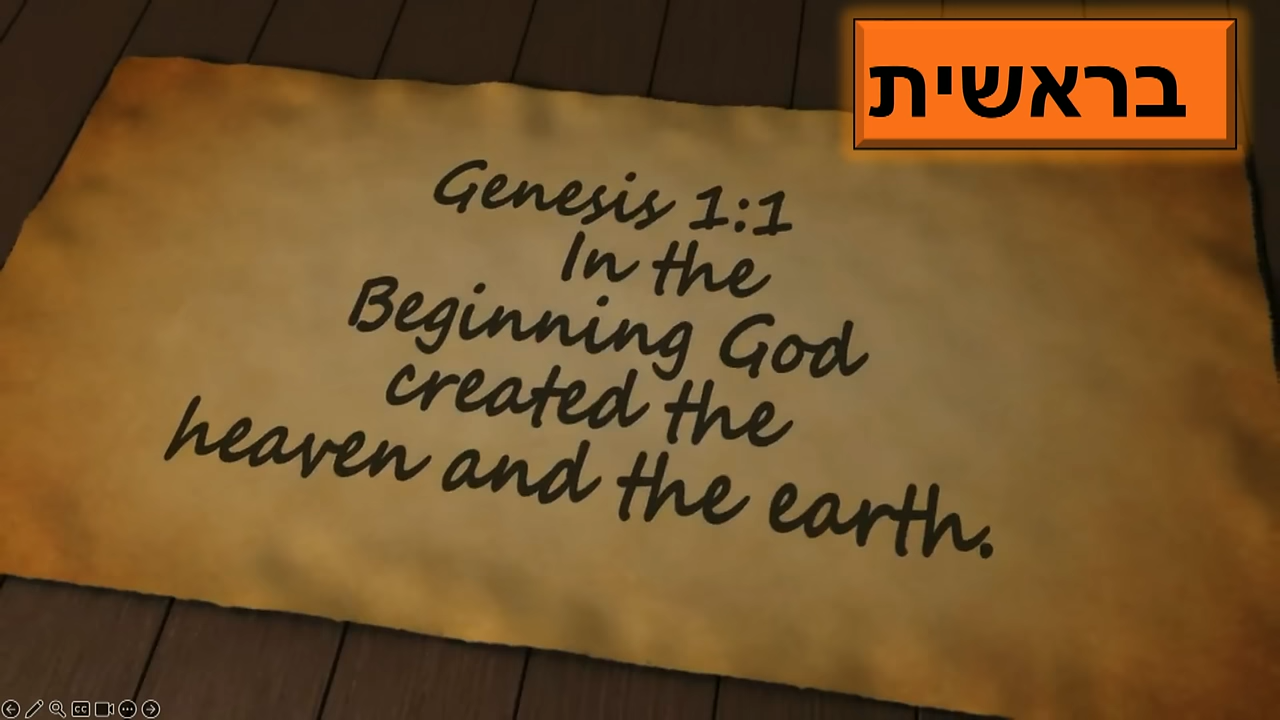 בראשית
Genesis 1:1
In the
Beginning God
created the
heaven and the earth.